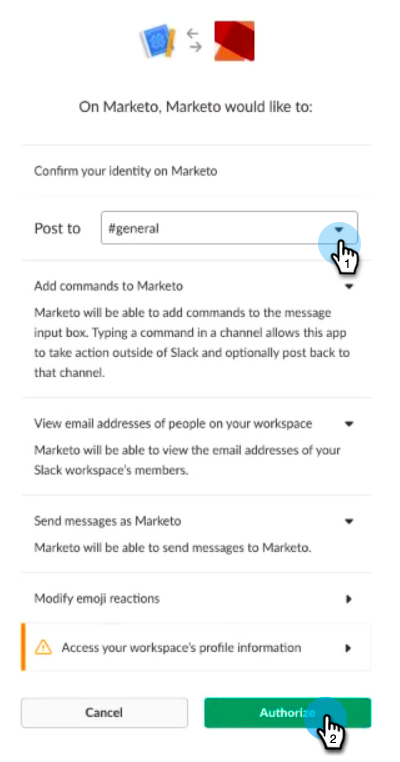 On Marketo, Marketo would like to:
Confirm your identity on Marketo
Post to #general
1
Add commands to Marketo
Marketo will be able to add commands to the message
input box. Typing a command in a channel allows this app
to take action outside of Slack and optionally post back to
that channel.
View email addresses of people on your workspace
Marketo will be able to view the email addresses of your
Slack workspace's members.
Send messages as Marketo
Marketo will be able to send messages to Marketo.
Modify emoji reactions
Access your workspace's profile information
Cancel Authorize
2